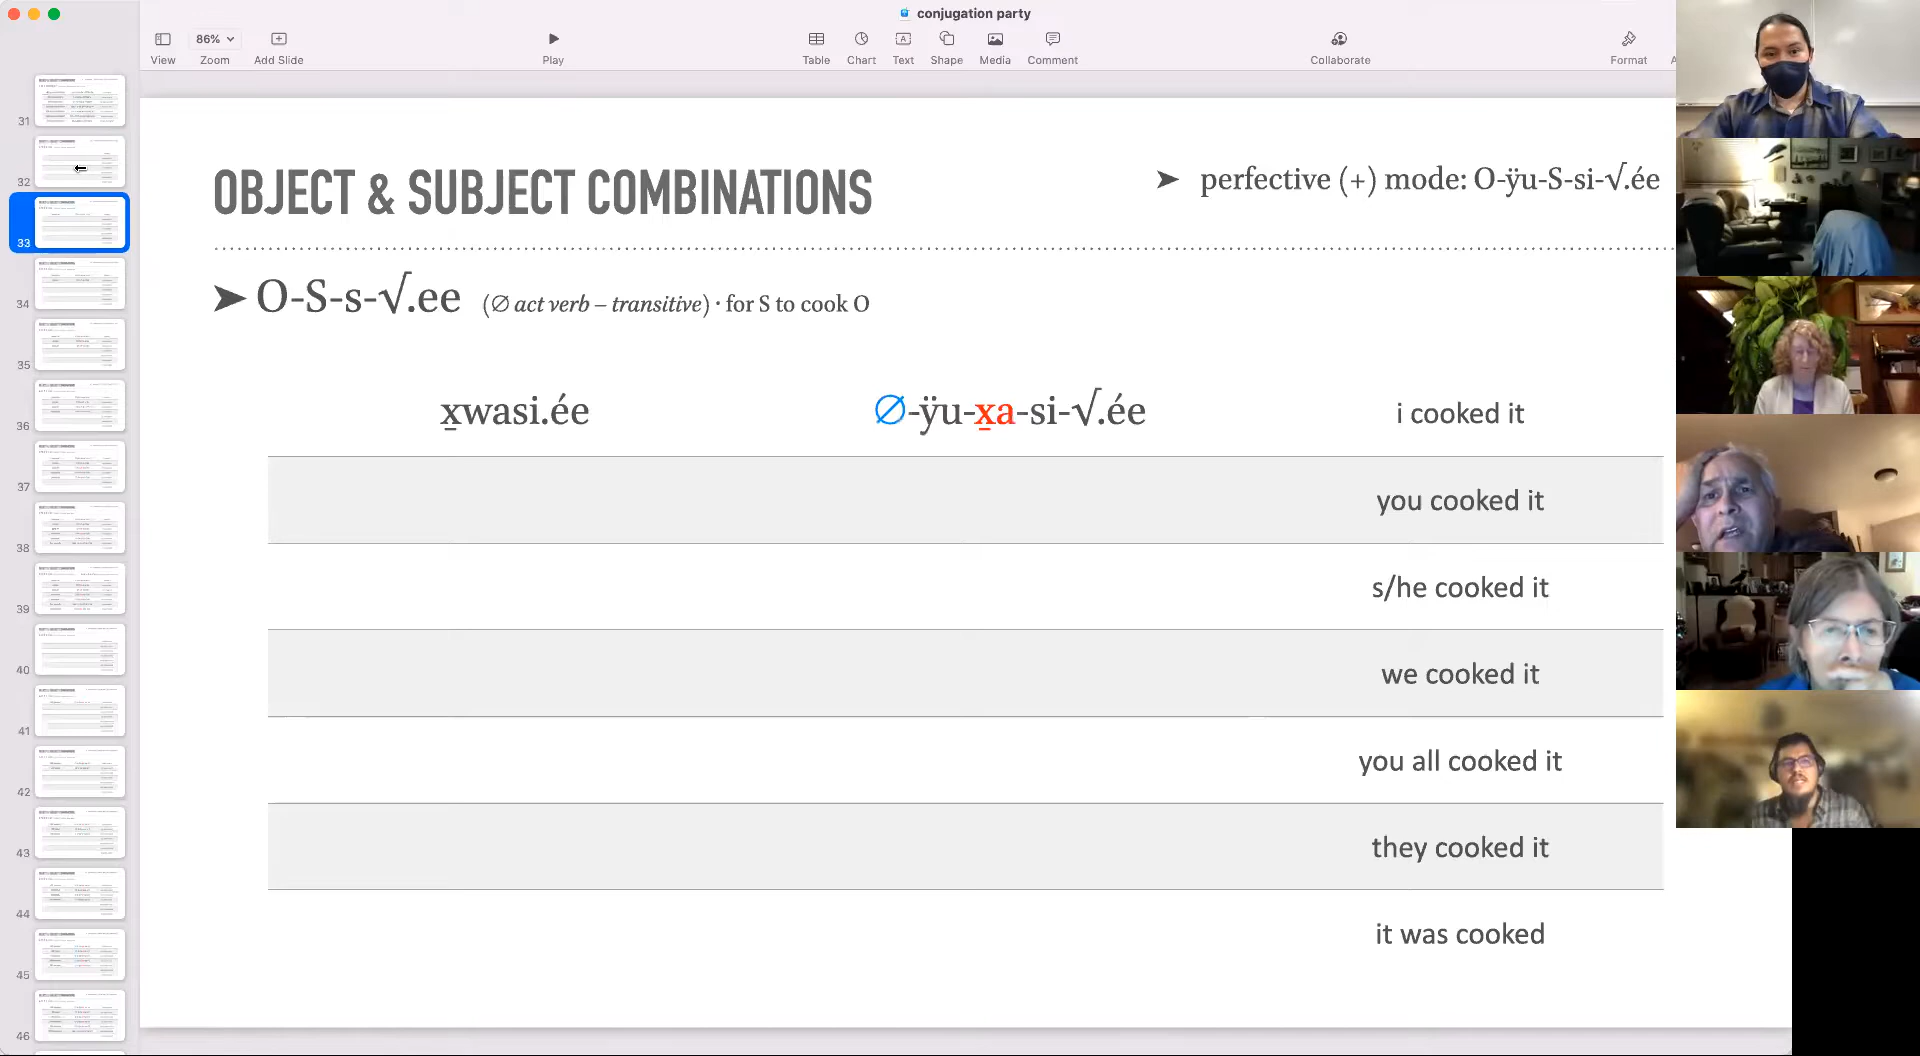 conjugation party
View
86%
Zoom
Add Slide
Play
Table
Chart
Text
Shape
Media
Comment
Collaborate
Format
31
32
33
34
35
36
37
38
39
40
41
42
43
44
45
46
OBJECT & SUBJECT COMBINATIONS
➤ perfective (+) mode: O-ÿu-S-si-√.ée
➤ O-S-s-√.ee (∅ act verb – transitive) · for S to cook O
x̲wasi.ée ∅-ÿu-x̲a-si-√.ée i cooked it
you cooked it
s/he cooked it
we cooked it
you all cooked it
they cooked it
it was cooked